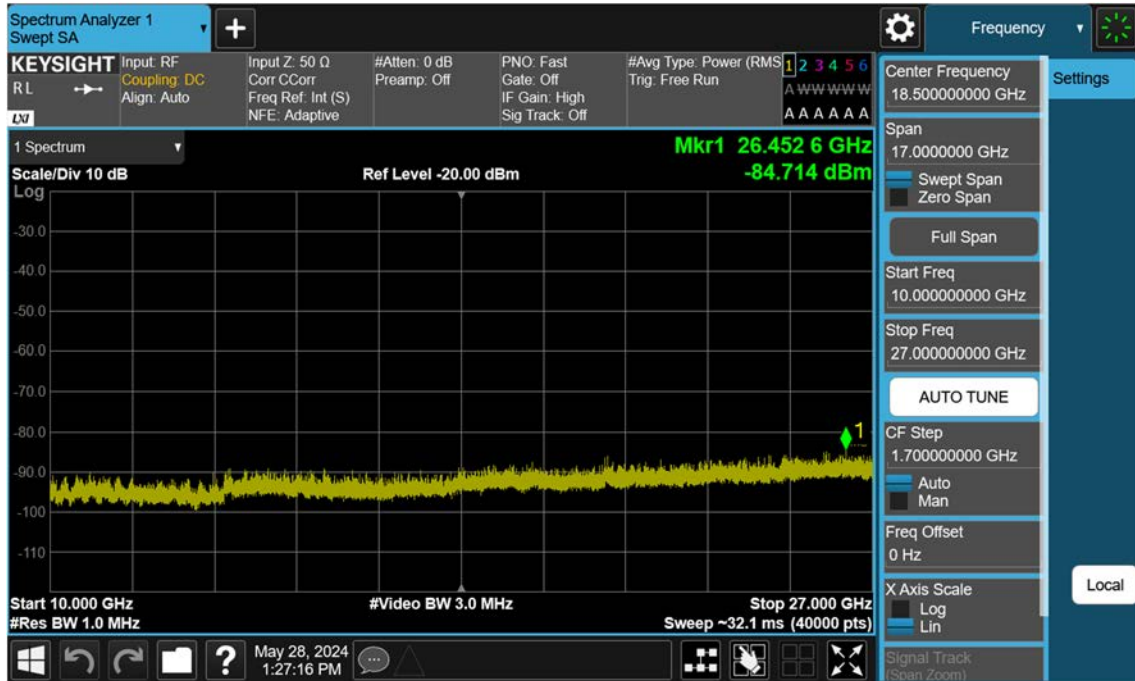 Spectrum Analyzer 1
Swept SA
Frequency
KEYSIGHT
R L
LXI
Input: RF
Coupling: DC
Align: Auto
Input Z: 50 Ω
Corr CCorr
Freq Ref: Int (S)
NFE: Adaptive
#Atten: 0 dB
Preamp: Off
PNO: Fast
Gate: Off
IF Gain: High
Sig Track: Off
#Avg Type: Power (RMS
Trig: Free Run
1 2 3 4 5 6
A W W W W W
A A A A A A
1 Spectrum
Mkr1 26.452 6 GHz
-84.714 dBm
Scale/Div 10 dB
Ref Level -20.00 dBm
Log
-30.0
-40.0
-50.0
-60.0
-70.0
-80.0
-90.0
-100
-110
1
Start 10.000 GHz
#Video BW 3.0 MHz
Stop 27.000 GHz
#Res BW 1.0 MHz
Sweep ~32.1 ms (40000 pts)
May 28, 2024
1:27:16 PM
?
Center Frequency
18.500000000 GHz
Span
17.0000000 GHz
Swept Span
Zero Span
Full Span
Start Freq
10.000000000 GHz
Stop Freq
27.000000000 GHz
AUTO TUNE
CF Step
1.700000000 GHz
Auto
Man
Freq Offset
0 Hz
X Axis Scale
Log
Lin
Signal Track
(Span Zoom)
Settings
Local